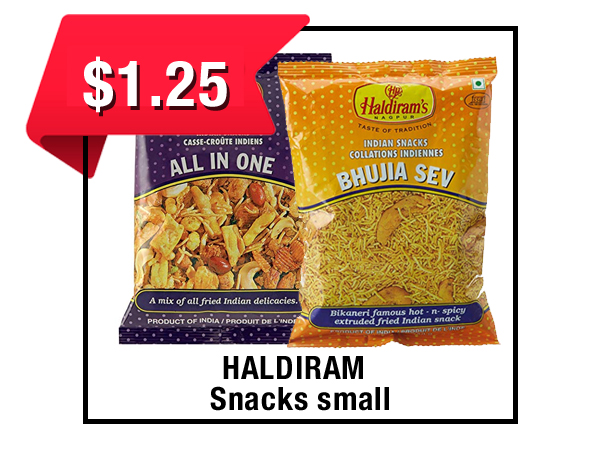 $1.25
CASSE-CROÛTE INDIENS
ALL IN ONE
A mix of all fried Indian delicacies.
PRODUCT OF INDIA / PRODUIT DE L'INDE
Haldiram's
NAGPUR
TASTE OF TRADITION
INDIAN SNACKS
COLLATIONS INDIENNES
BHUJIA SEV
Bikaneri famous hot - n- spicy
extruded fried Indian snack
HALDIRAM
Snacks small